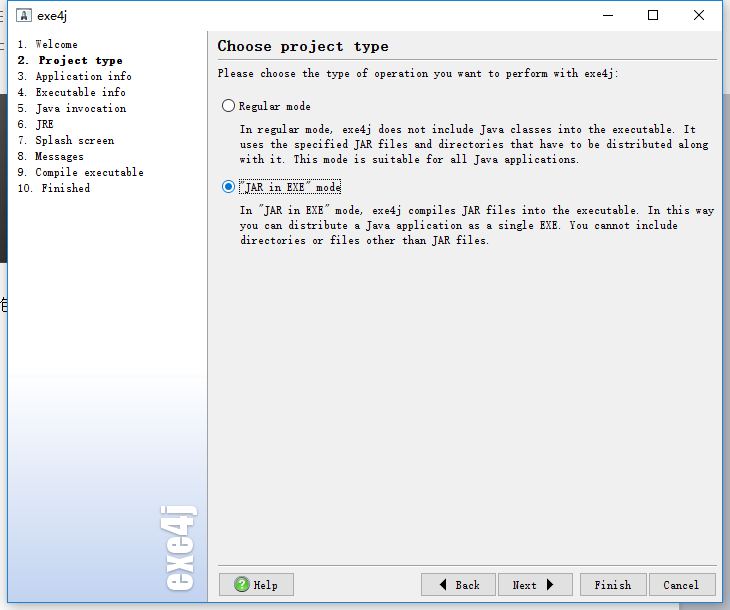 exe4j
1. Welcome
2. Project type
3. Application info
4. Executable info
5. Java invocation
6. JRE
7. Splash screen
8. Messages
9. Compile executable
10. Finished
exe4j
Choose project type
Please choose the type of operation you want to perform with exe4j:
Regular mode
In regular mode, exe4j does not include Java classes into the executable. It
uses the specified JAR files and directories that have to be distributed along
with it. This mode is suitable for all Java applications.
"JAR in EXE" mode
In "JAR in EXE" mode, exe4j compiles JAR files into the executable. In this way
you can distribute a Java application as a single EXE. You cannot include
directories or files other than JAR files.
Help
Back
Next
Finish
Cancel